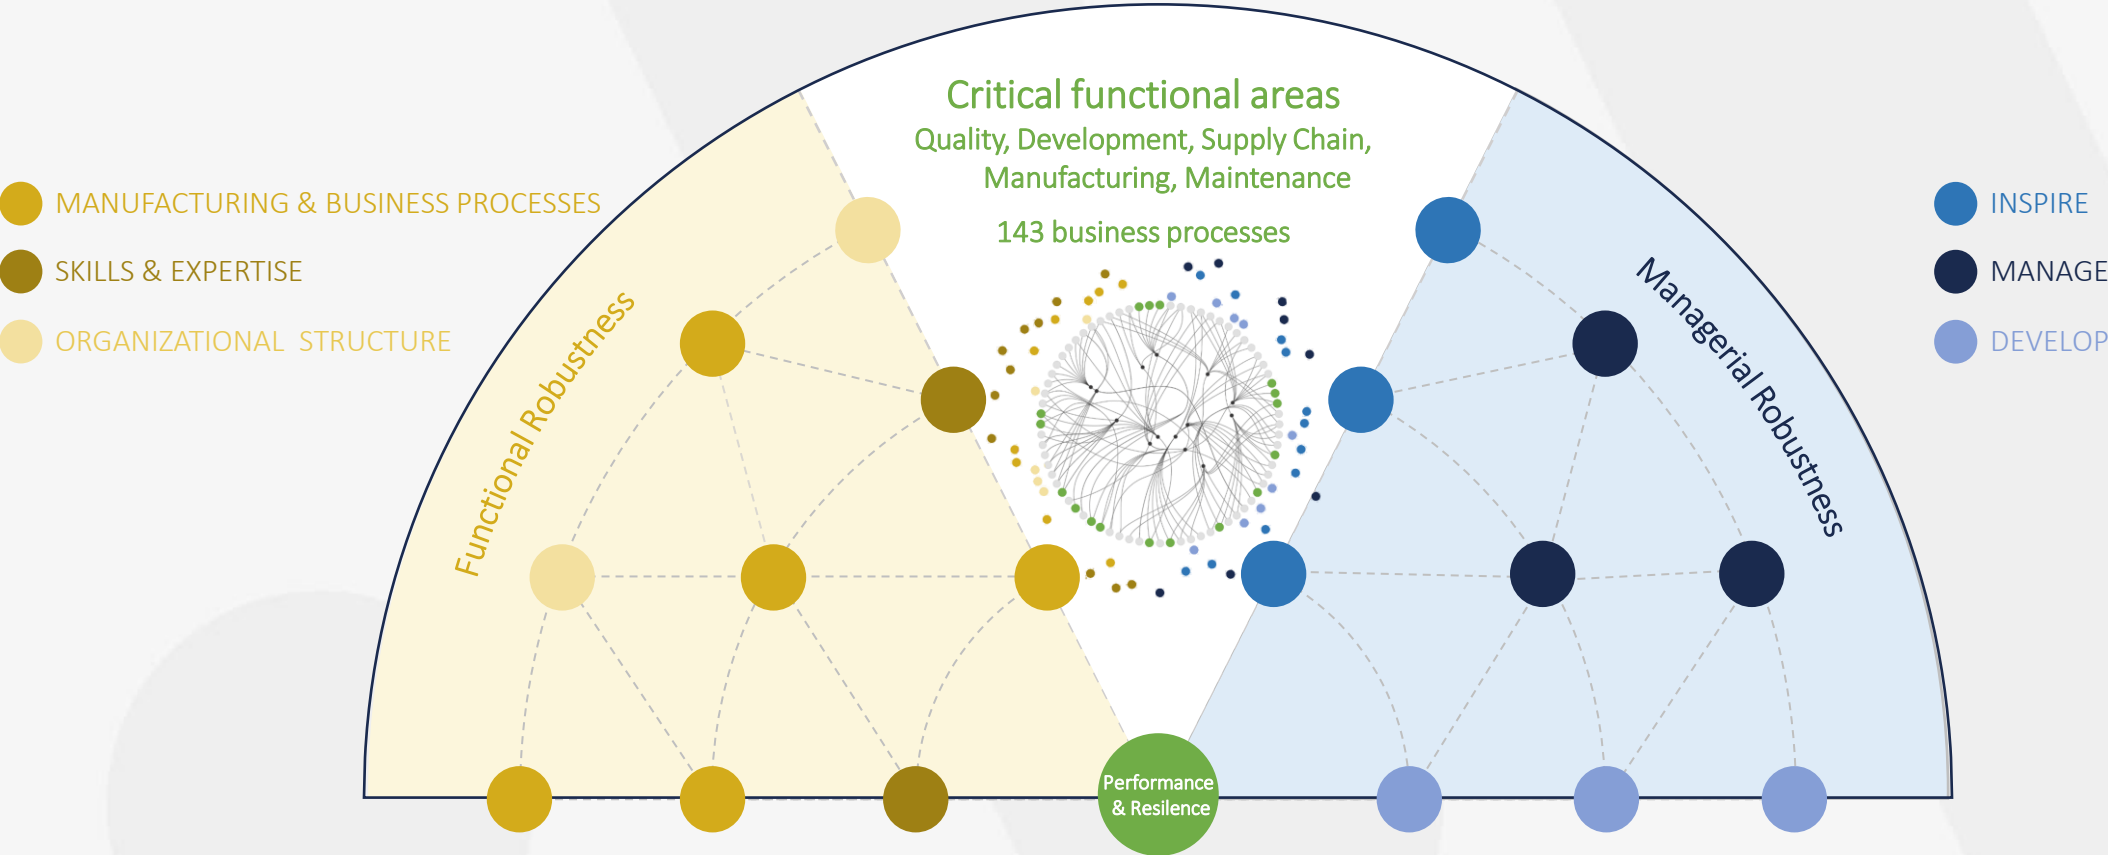 Critical functional areas
Quality, Development, Supply Chain,
Manufacturing, Maintenance
143 business processes
MANUFACTURING & BUSINESS PROCESSES
SKILLS & EXPERTISE
ORGANIZATIONAL STRUCTURE
Functional Robustness
INSPIRE
MANAGE
DEVELOP
Managerial Robustness
Performance
& Resilence